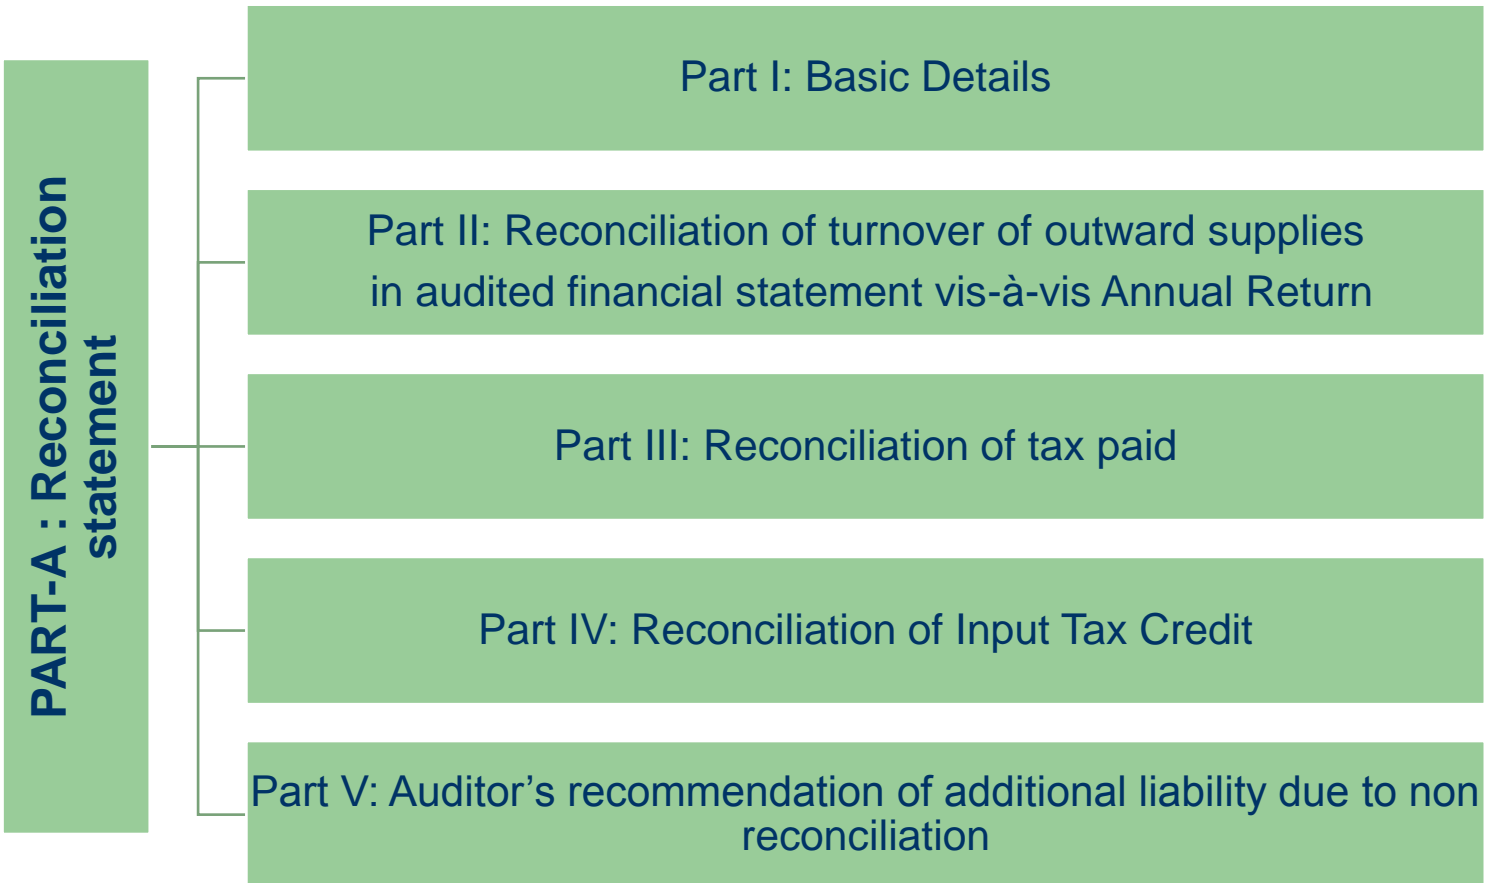 PART-A : Reconciliation
statement
Part I: Basic Details
Part II: Reconciliation of turnover of outward supplies
in audited financial statement vis-à-vis Annual Return
Part III: Reconciliation of tax paid
Part IV: Reconciliation of Input Tax Credit
Part V: Auditor’s recommendation of additional liability due to non
reconciliation